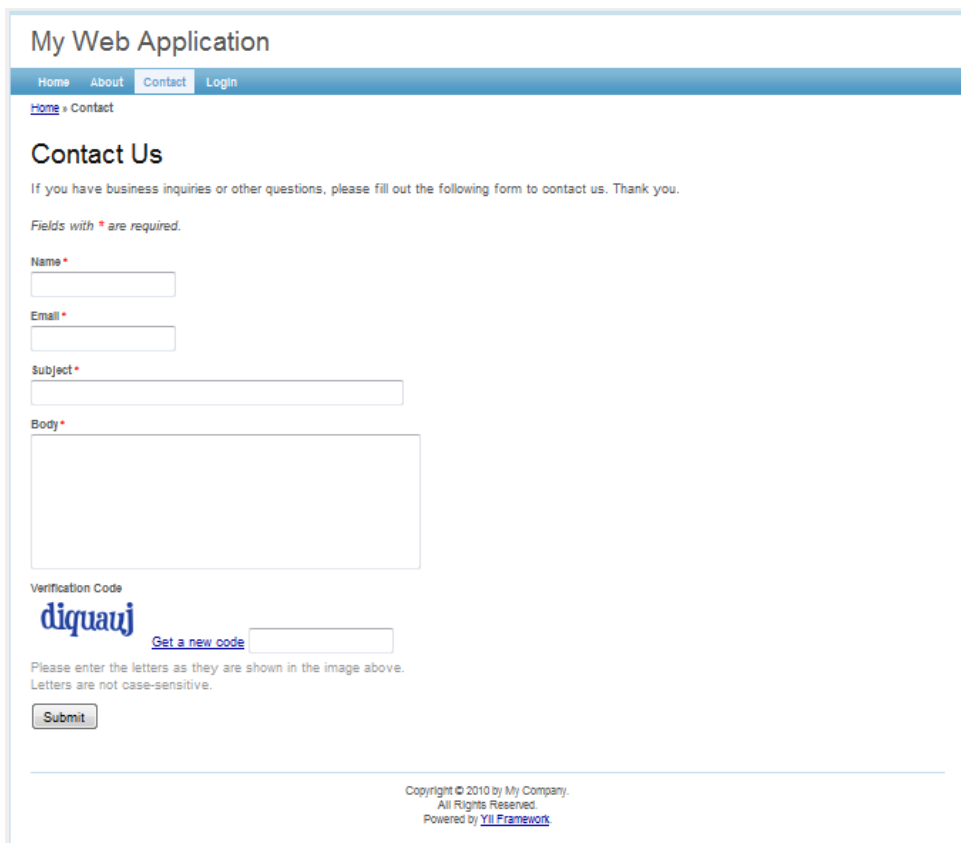 My Web Application
Home About Contact Login
Home » Contact
Contact Us
If you have business inquiries or other questions, please fill out the following form to contact us. Thank you.
Fields with * are required.
Name *
Email *
Subject *
Body *
Verification Code
diquauj
Get a new code
Please enter the letters as they are shown in the image above.
Letters are not case-sensitive.
Submit
Copyright © 2010 by My Company.
All Rights Reserved.
Powered by Yii Framework.